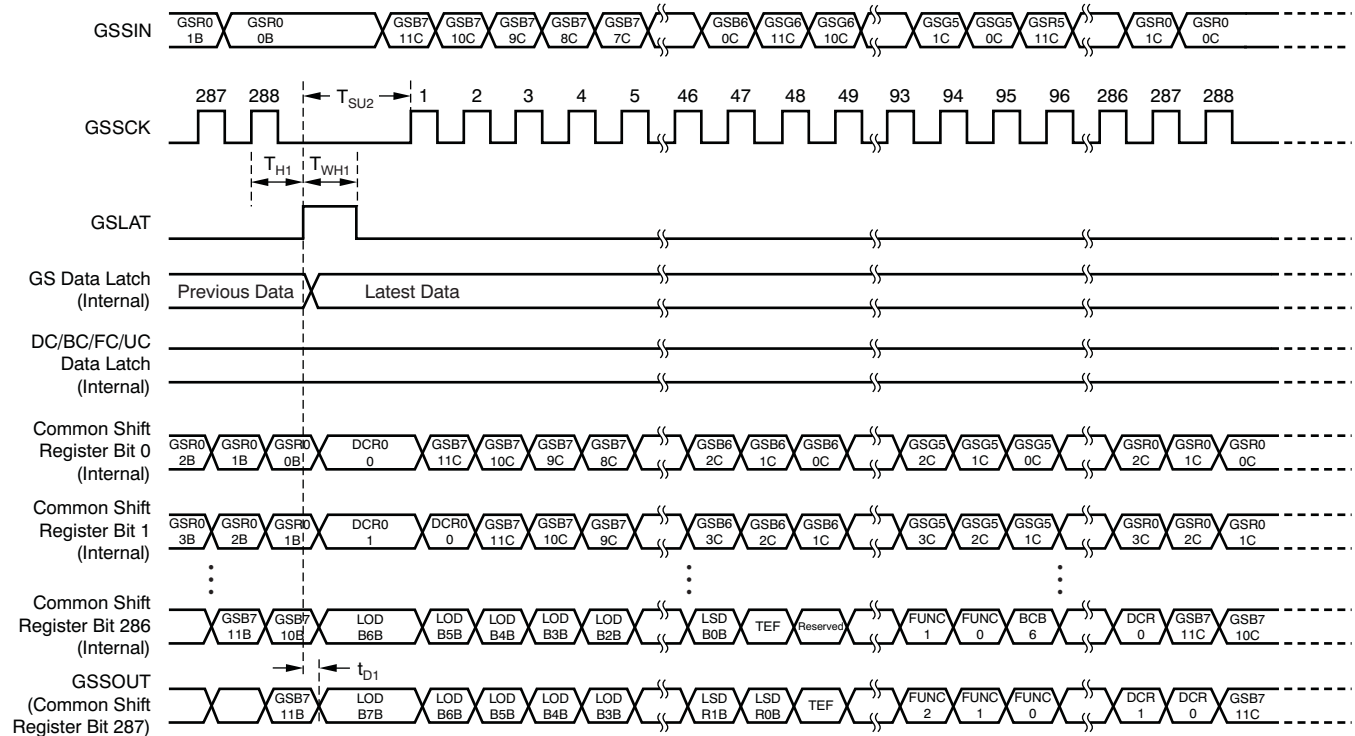 GSSIN
GSR0 1B
GSR0 0B
GSB7 11C
GSB7 10C
GSB7 9C
GSB7 8C
GSB7 7C
GSB6 0C
GSG6 11C
GSG6 10C
GSG5 1C
GSG5 0C
GSR5 11C
GSR0 1C
GSR0 0C
GSSCK
287 288 TSU2 1 2 3 4 5 46 47 48 49 93 94 95 96 286 287 288
TH1 TWH1
GSLAT
GS Data Latch
(Internal)
Previous Data
Latest Data
DC/BC/FC/UC
Data Latch
(Internal)
Common Shift
Register Bit 0
(Internal)
GSR0 2B
GSR0 1B
GSR0 0B
DCR0 0
GSB7 11C
GSB7 10C
GSB7 9C
GSB7 8C
GSB6 2C
GSB6 1C
GSB6 0C
GSG5 2C
GSG5 1C
GSG5 0C
GSR0 2C
GSR0 1C
GSR0 0C
Common Shift
Register Bit 1
(Internal)
GSR0 3B
GSR0 2B
GSR0 1B
DCR0 1
DCR0 0
GSB7 11C
GSB7 10C
GSB7 9C
GSB6 3C
GSB6 2C
GSB6 1C
GSG5 3C
GSG5 2C
GSG5 1C
GSR0 3C
GSR0 2C
GSR0 1C
Common Shift
Register Bit 286
(Internal)
GSB7 11B
GSB7 10B
LOD B6B
LOD B5B
LOD B4B
LOD B3B
LOD B2B
LSD B0B
TEF
Reserved
FUNC 1
FUNC 0
BCB 6
DCR 0
GSB7 11C
GSB7 10C
tD1
GSSOUT
(Common Shift
Register Bit 287)
GSB7 11B
LOD B7B
LOD B6B
LOD B5B
LOD B4B
LOD B3B
LSD R1B
LSD R0B
TEF
FUNC 2
FUNC 1
FUNC 0
DCR 1
DCR 0
GSB7 11C